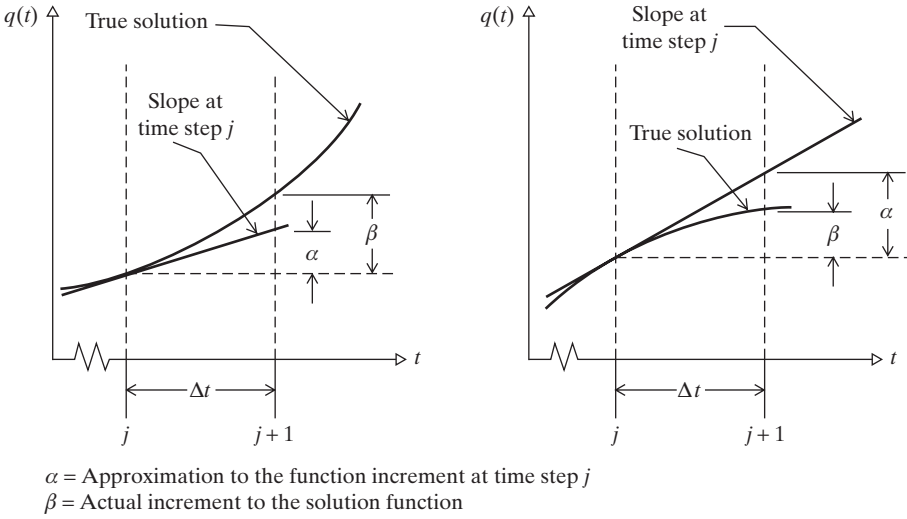 q(t)
True solution
Slope at
time step j
β
α
t
Δt
j
j + 1
q(t)
Slope at
time step j
True solution
α
β
t
Δt
j
j + 1
α = Approximation to the function increment at time step j
β = Actual increment to the solution function